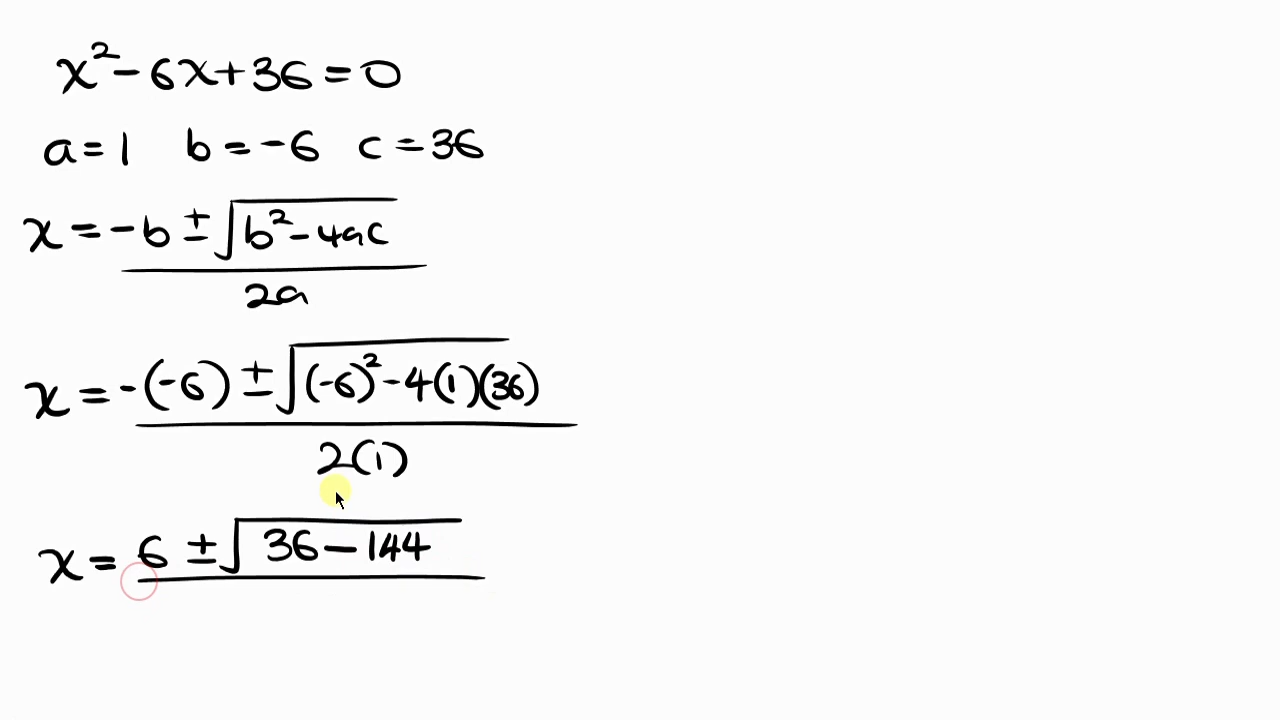 x² - 6x + 36 = 0
a = 1 b = -6 c = 36
x = -b ± √(b² - 4ac)
2a
x = -(-6) ± √((-6)² - 4(1)(36))
2(1)
x = 6 ± √(36 - 144)